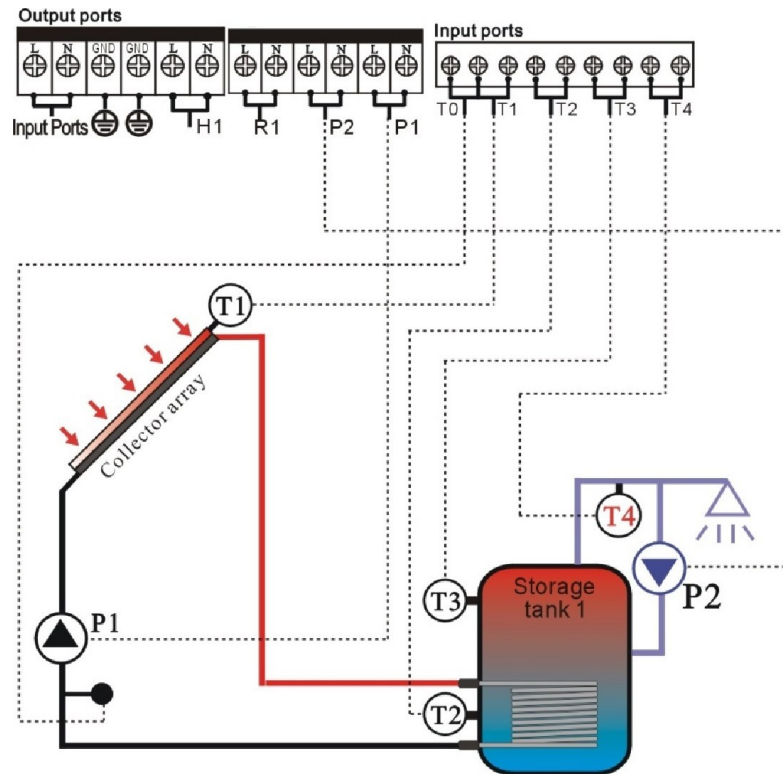 Output ports
Input ports
L N GND GND L N L N L N L N
Input Ports H1 R1 P2 P1
T0 T1 T2 T3 T4
T1
Collector array
T4
P1
T3
Storage
tank 1
P2
T2